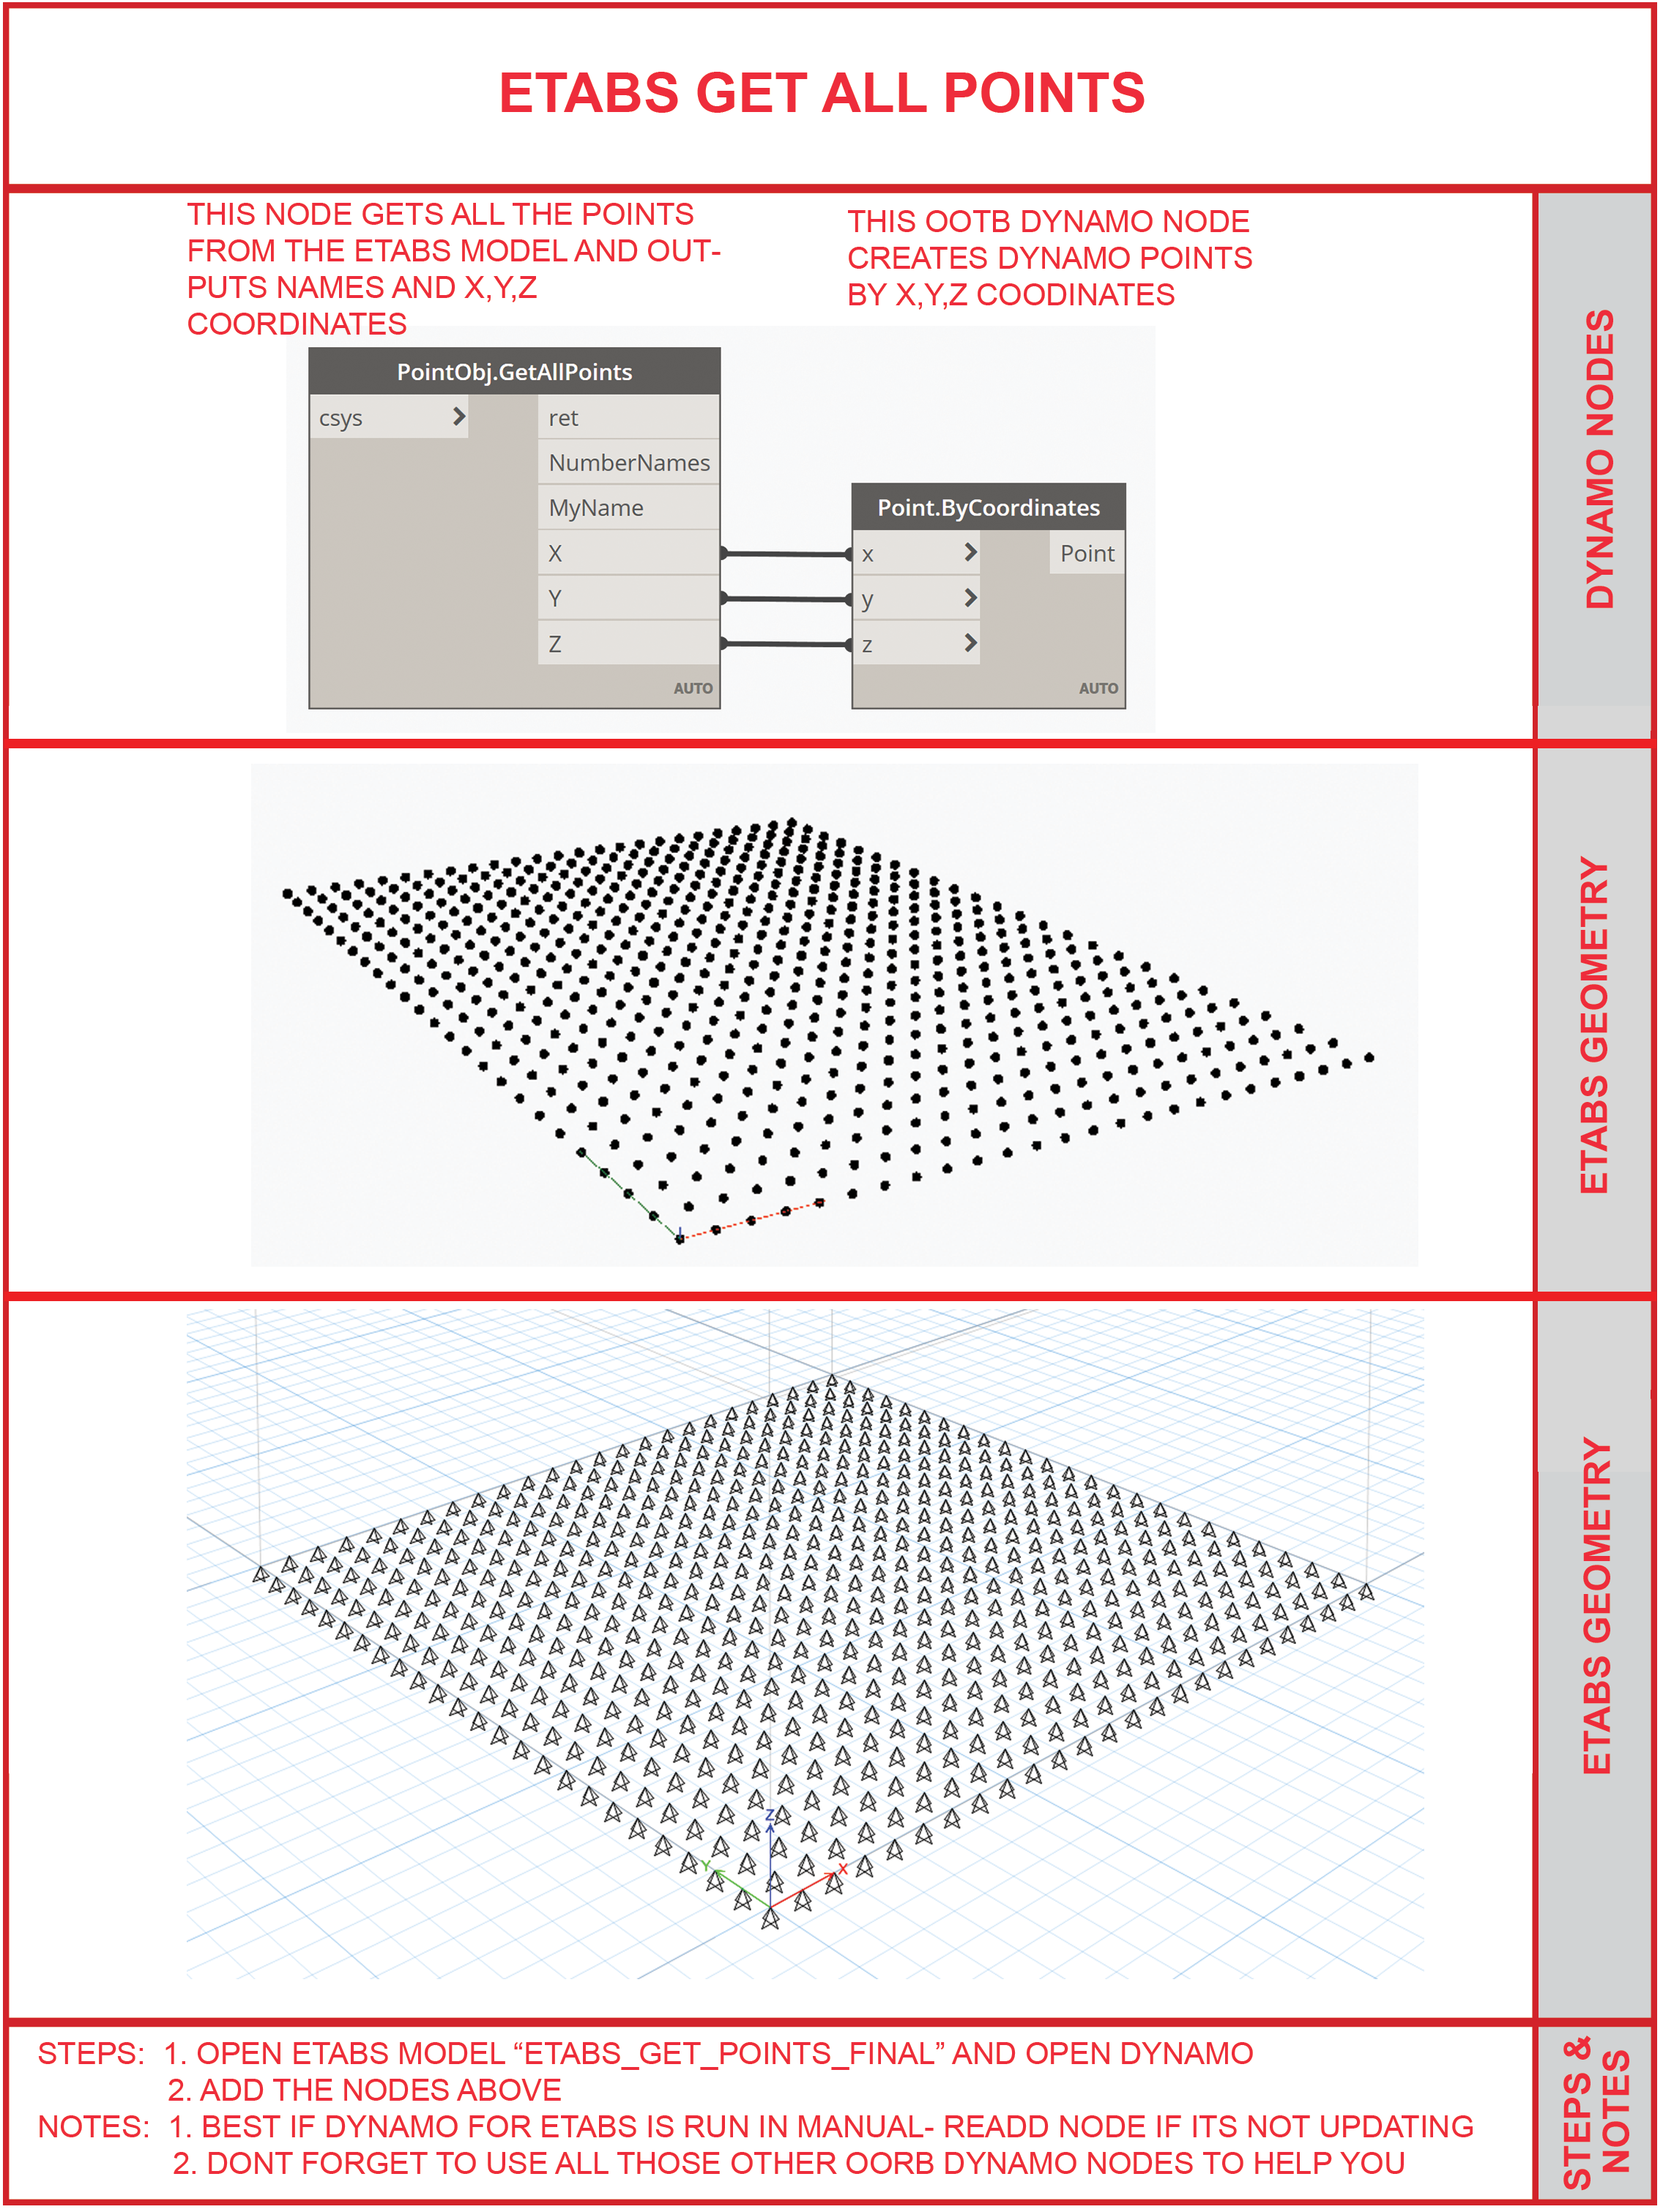 ETABS GET ALL POINTS
THIS NODE GETS ALL THE POINTS
FROM THE ETABS MODEL AND OUT-
PUTS NAMES AND X,Y,Z
COORDINATES
THIS OOTB DYNAMO NODE
CREATES DYNAMO POINTS
BY X,Y,Z COODINATES
PointObj.GetAllPoints
csys
ret
NumberNames
MyName
X
Y
Z
AUTO
Point.ByCoordinates
x
y
z
Point
AUTO
DYNAMO NODES
ETABS GEOMETRY
Z
Y
X
ETABS GEOMETRY
STEPS: 1. OPEN ETABS MODEL “ETABS_GET_POINTS_FINAL” AND OPEN DYNAMO
2. ADD THE NODES ABOVE
NOTES: 1. BEST IF DYNAMO FOR ETABS IS RUN IN MANUAL- READD NODE IF ITS NOT UPDATING
2. DONT FORGET TO USE ALL THOSE OTHER OORB DYNAMO NODES TO HELP YOU
STEPS &
NOTES